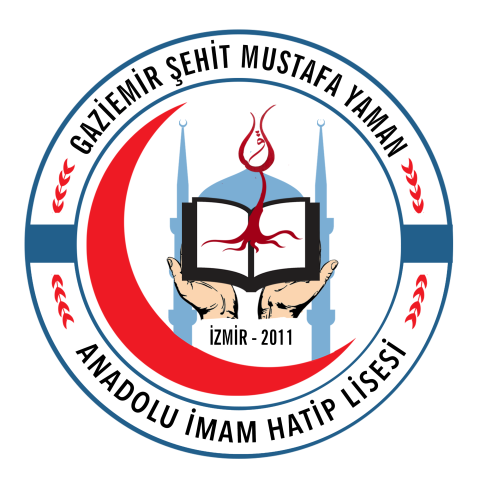 GAZİEMİR ŞEHİT MUSTAFA YAMAN
İZMİR - 2011
ANADOLU İMAM HATİP LİSESİ